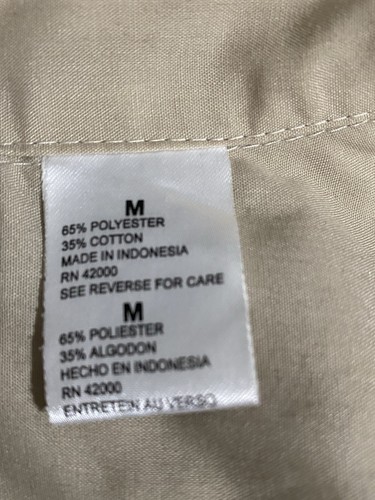 M
65% POLYESTER
35% COTTON
MADE IN INDONESIA
RN 42000
SEE REVERSE FOR CARE
M
65% POLIESTER
35% ALGODON
HECHO EN INDONESIA
RN 42000
ENTRETEIN AU VERSO